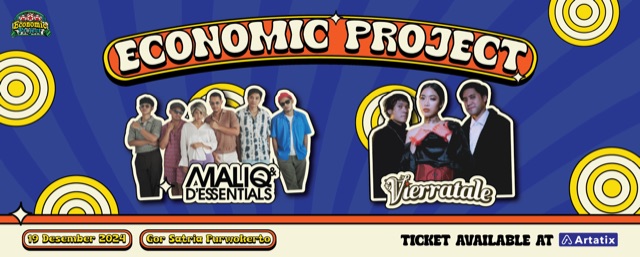 Economic
Project
ECONOMIC PROJECT
MALIQ &
D'ESSENTIALS
Vierratale
19 Desember 2024
Gor Satria Purwokerto
TICKET AVAILABLE AT Artatix